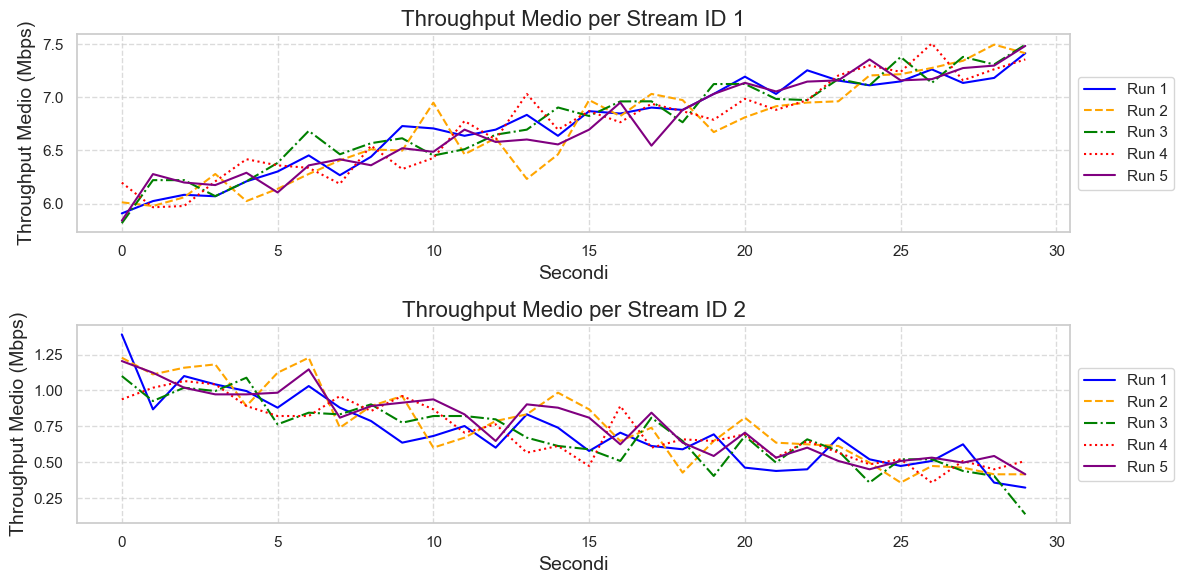 Throughput Medio per Stream ID 1
Throughput Medio (Mbps)
7.5
7.0
6.5
6.0
0 5 10 15 20 25 30
Secondi
Run 1
Run 2
Run 3
Run 4
Run 5
Throughput Medio per Stream ID 2
Throughput Medio (Mbps)
1.25
1.00
0.75
0.50
0.25
0 5 10 15 20 25 30
Secondi
Run 1
Run 2
Run 3
Run 4
Run 5